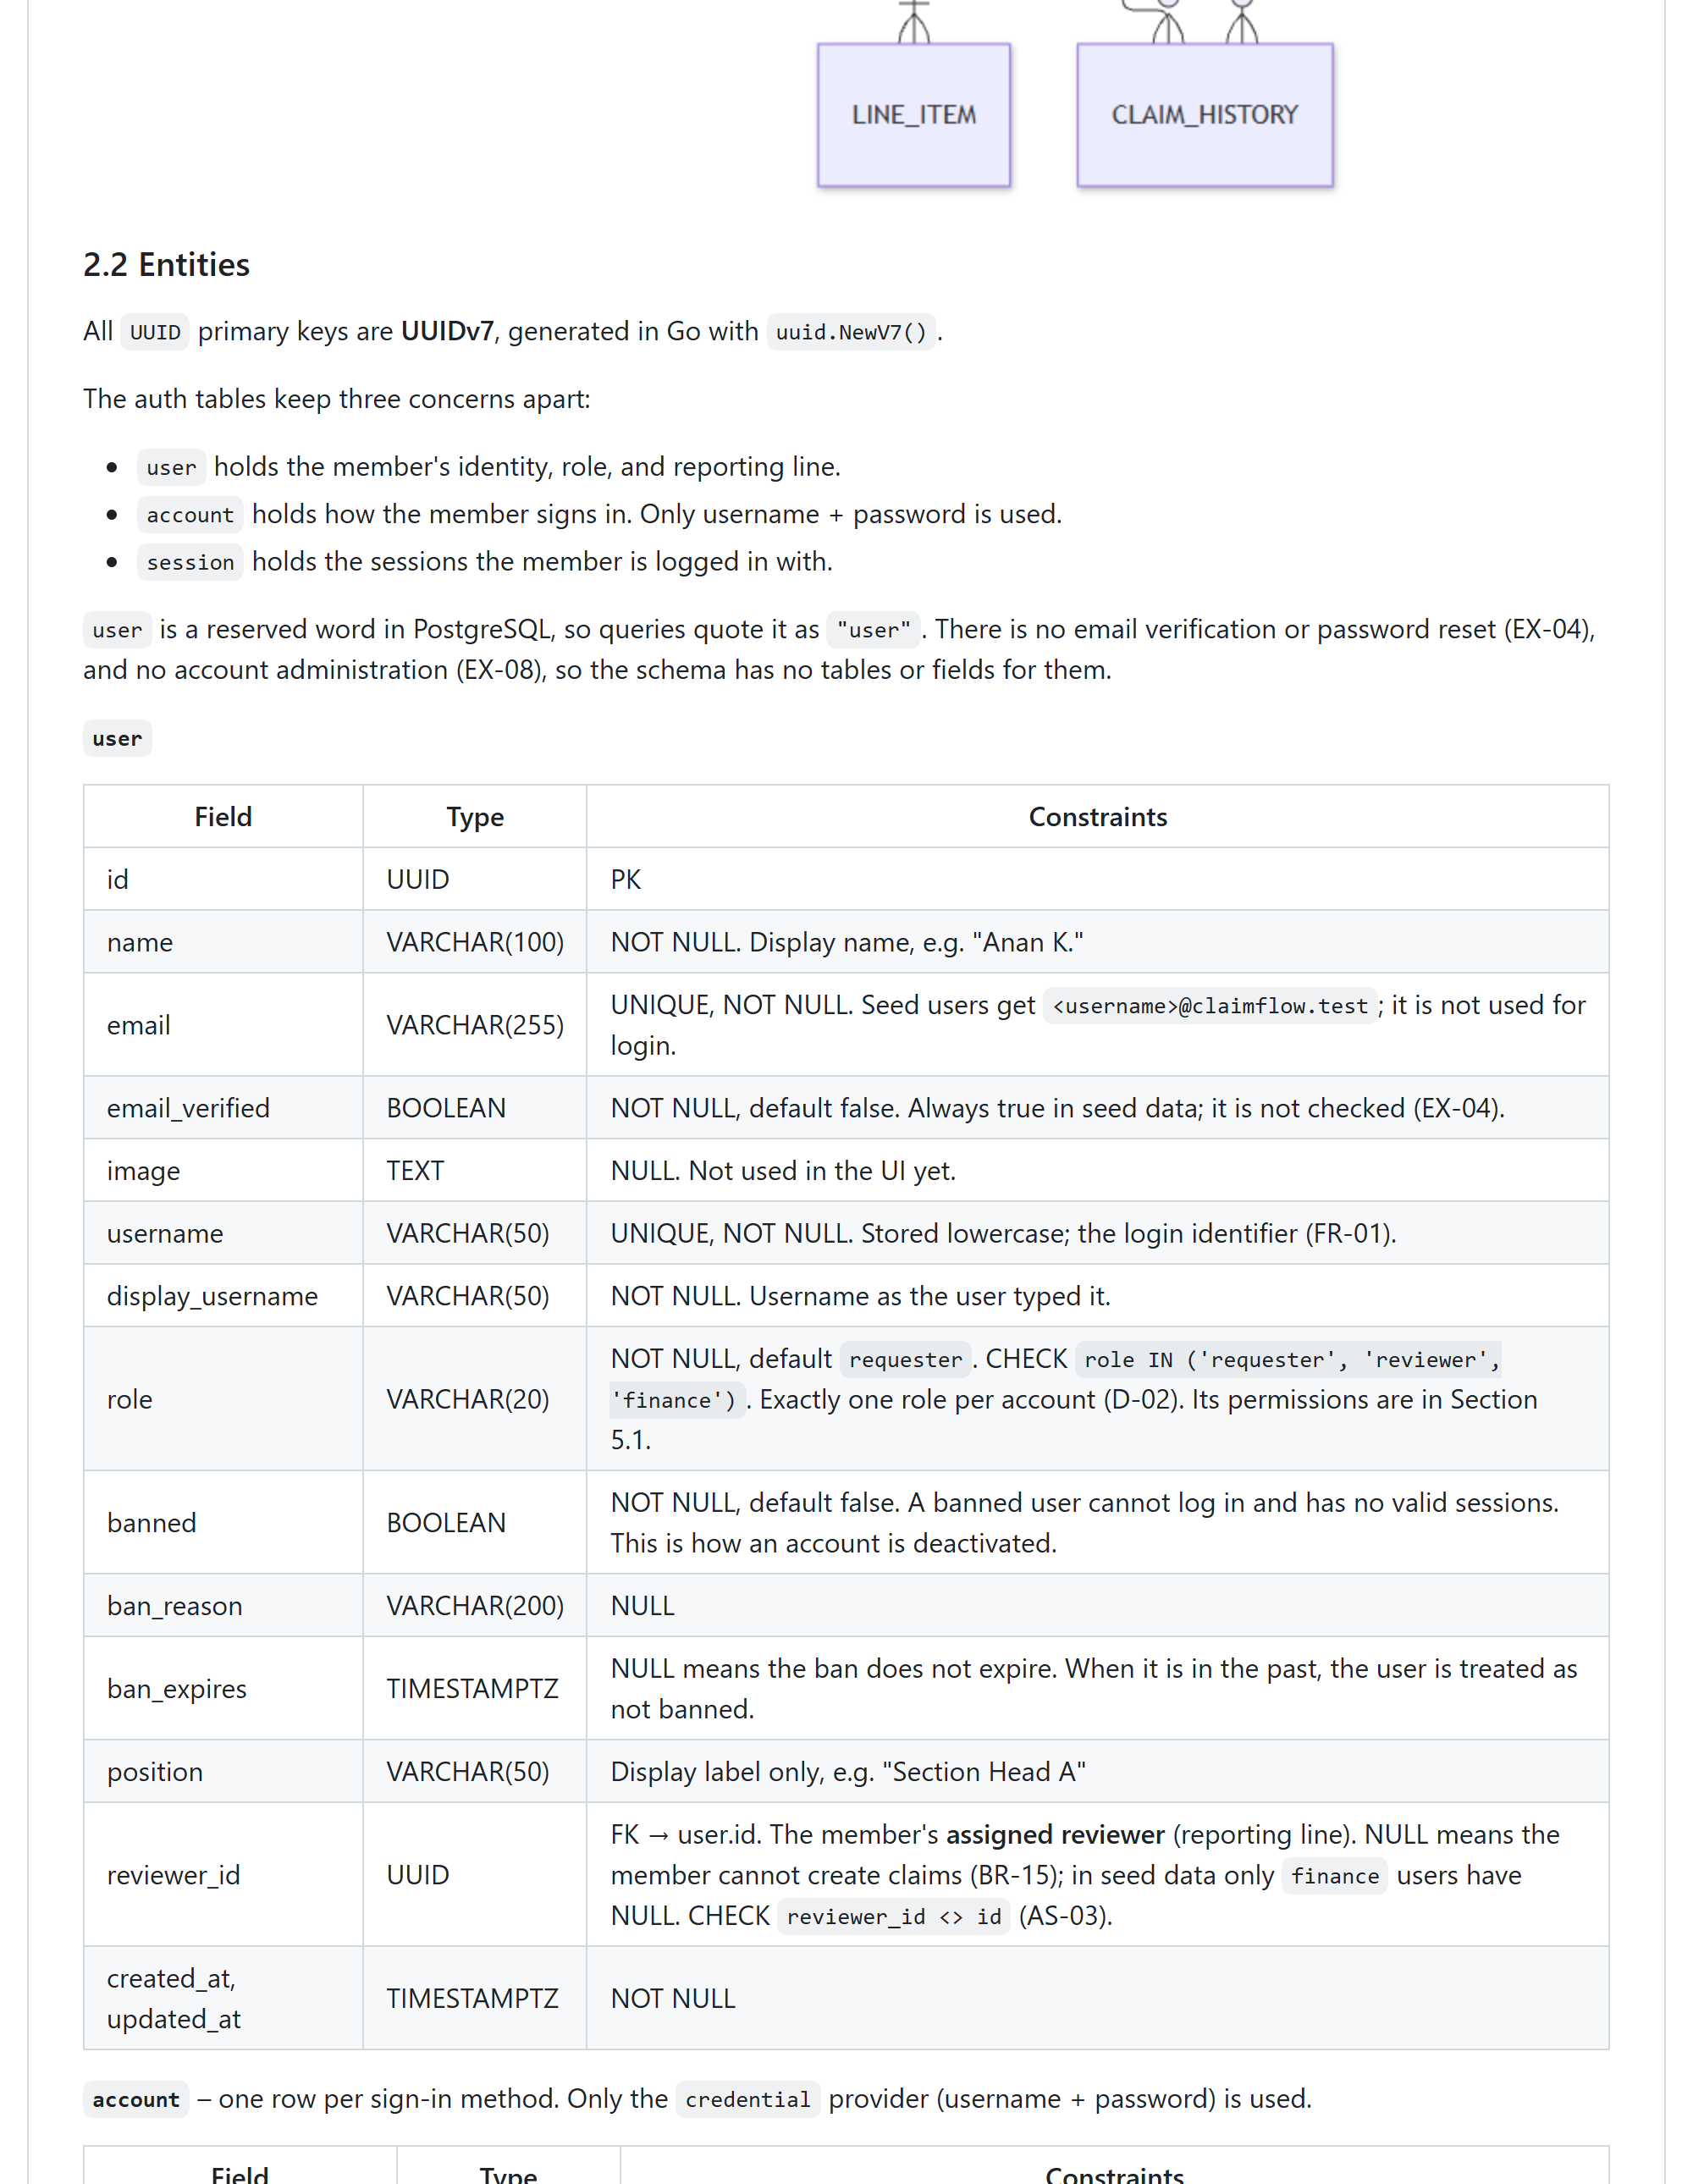 LINE_ITEM
CLAIM_HISTORY
2.2 Entities
All UUID primary keys are UUIDv7, generated in Go with uuid.NewV7().
The auth tables keep three concerns apart:
• user holds the member's identity, role, and reporting line.
• account holds how the member signs in. Only username + password is used.
• session holds the sessions the member is logged in with.
user is a reserved word in PostgreSQL, so queries quote it as "user". There is no email verification or password reset (EX-04),
and no account administration (EX-08), so the schema has no tables or fields for them.
user
Field Type Constraints
id UUID PK
name VARCHAR(100) NOT NULL. Display name, e.g. "Anan K."
email VARCHAR(255) UNIQUE, NOT NULL. Seed users get <username>@claimflow.test; it is not used for
login.
email_verified BOOLEAN NOT NULL, default false. Always true in seed data; it is not checked (EX-04).
image TEXT NULL. Not used in the UI yet.
username VARCHAR(50) UNIQUE, NOT NULL. Stored lowercase; the login identifier (FR-01).
display_username VARCHAR(50) NOT NULL. Username as the user typed it.
role VARCHAR(20) NOT NULL, default requester. CHECK role IN ('requester', 'reviewer',
'finance'). Exactly one role per account (D-02). Its permissions are in Section
5.1.
banned BOOLEAN NOT NULL, default false. A banned user cannot log in and has no valid sessions.
This is how an account is deactivated.
ban_reason VARCHAR(200) NULL
ban_expires TIMESTAMPTZ NULL means the ban does not expire. When it is in the past, the user is treated as
not banned.
position VARCHAR(50) Display label only, e.g. "Section Head A"
reviewer_id UUID FK → user.id. The member's assigned reviewer (reporting line). NULL means the
member cannot create claims (BR-15); in seed data only finance users have
NULL. CHECK reviewer_id <> id (AS-03).
created_at,
updated_at TIMESTAMPTZ NOT NULL
account – one row per sign-in method. Only the credential provider (username + password) is used.
Field Type Constraints